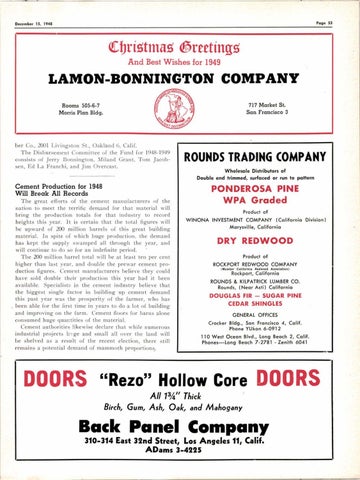 December 15, 1948
Page 53
Christmas Greetings
And Best Wishes for 1949
LAMON-BONNINGTON COMPANY
Rooms 505-6-7
Morris Plan Bldg.
717 Market St.
San Francisco 3
ber Co., 2001 Livingston St., Oakland 6, Calif.
The Disbursement Committee of the Fund for 1948-1949
consists of Jerry Bonnington, Miland Grant, Tom Jacob-
sen, Ed La Franchi, and Jim Overcast.
Cement Production for 1948
Will Break All Records
The great efforts of the cement manufacturers of the
nation to meet the terrific demand for that material will
bring the production totals for that industry to record
heights this year. It is certain that the total figures will
be upward of 200 million barrels of this great building
material. In spite of which huge production, the demand
has kept the supply swamped all through the year, and
will continue to do so for an indefinite period.
The 200 million barrel total will be at least ten per cent
higher than last year, and double the prewar cement pro-
duction figures. Cement manufacturers believe they could
have sold double their production this year had it been
available. Specialists in the cement industry believe that
the biggest single factor in building up cement demand
this past year was the prosperity of the farmer, who has
been able for the first time in years to do a lot of building
and improving on the farm. Cement floors for barns alone
consumed huge quantities of the material.
Cement authorities likewise declare that while numerous
industrial projects large and small all over the land will
be shelved as a result of the recent election, there still
remains a potential demand of mammoth proportions.
ROUNDS TRADING COMPANY
Wholesale Distributors of
Double end trimmed, surfaced or run to pattern
PONDEROSA PINE
WPA Graded
Product of
WINONA INVESTMENT COMPANY (California Division)
Marysville, California
DRY REDWOOD
Product of
ROCKPORT REDWOOD COMPANY
(Member California Redwood Association)
Rockport, California
ROUNDS & KILPATRICK LUMBER CO.
Rounds, (Near Asti) California
DOUGLAS FIR — SUGAR PINE
CEDAR SHINGLES
GENERAL OFFICES
Crocker Bldg., San Francisco 4, Calif.
Phone YUkon 6-0912
110 West Ocean Blvd., Long Beach 2, Calif.
Phones—Long Beach 7-2781 - Zenith 6041
DOORS "Rezo" Hollow Core DOORS
All 1¾" Thick
Birch, Gum, Ash, Oak, and Mahogany
Back Panel Company
310-314 East 32nd Street, Los Angeles 11, Calif.
ADams 3-4225